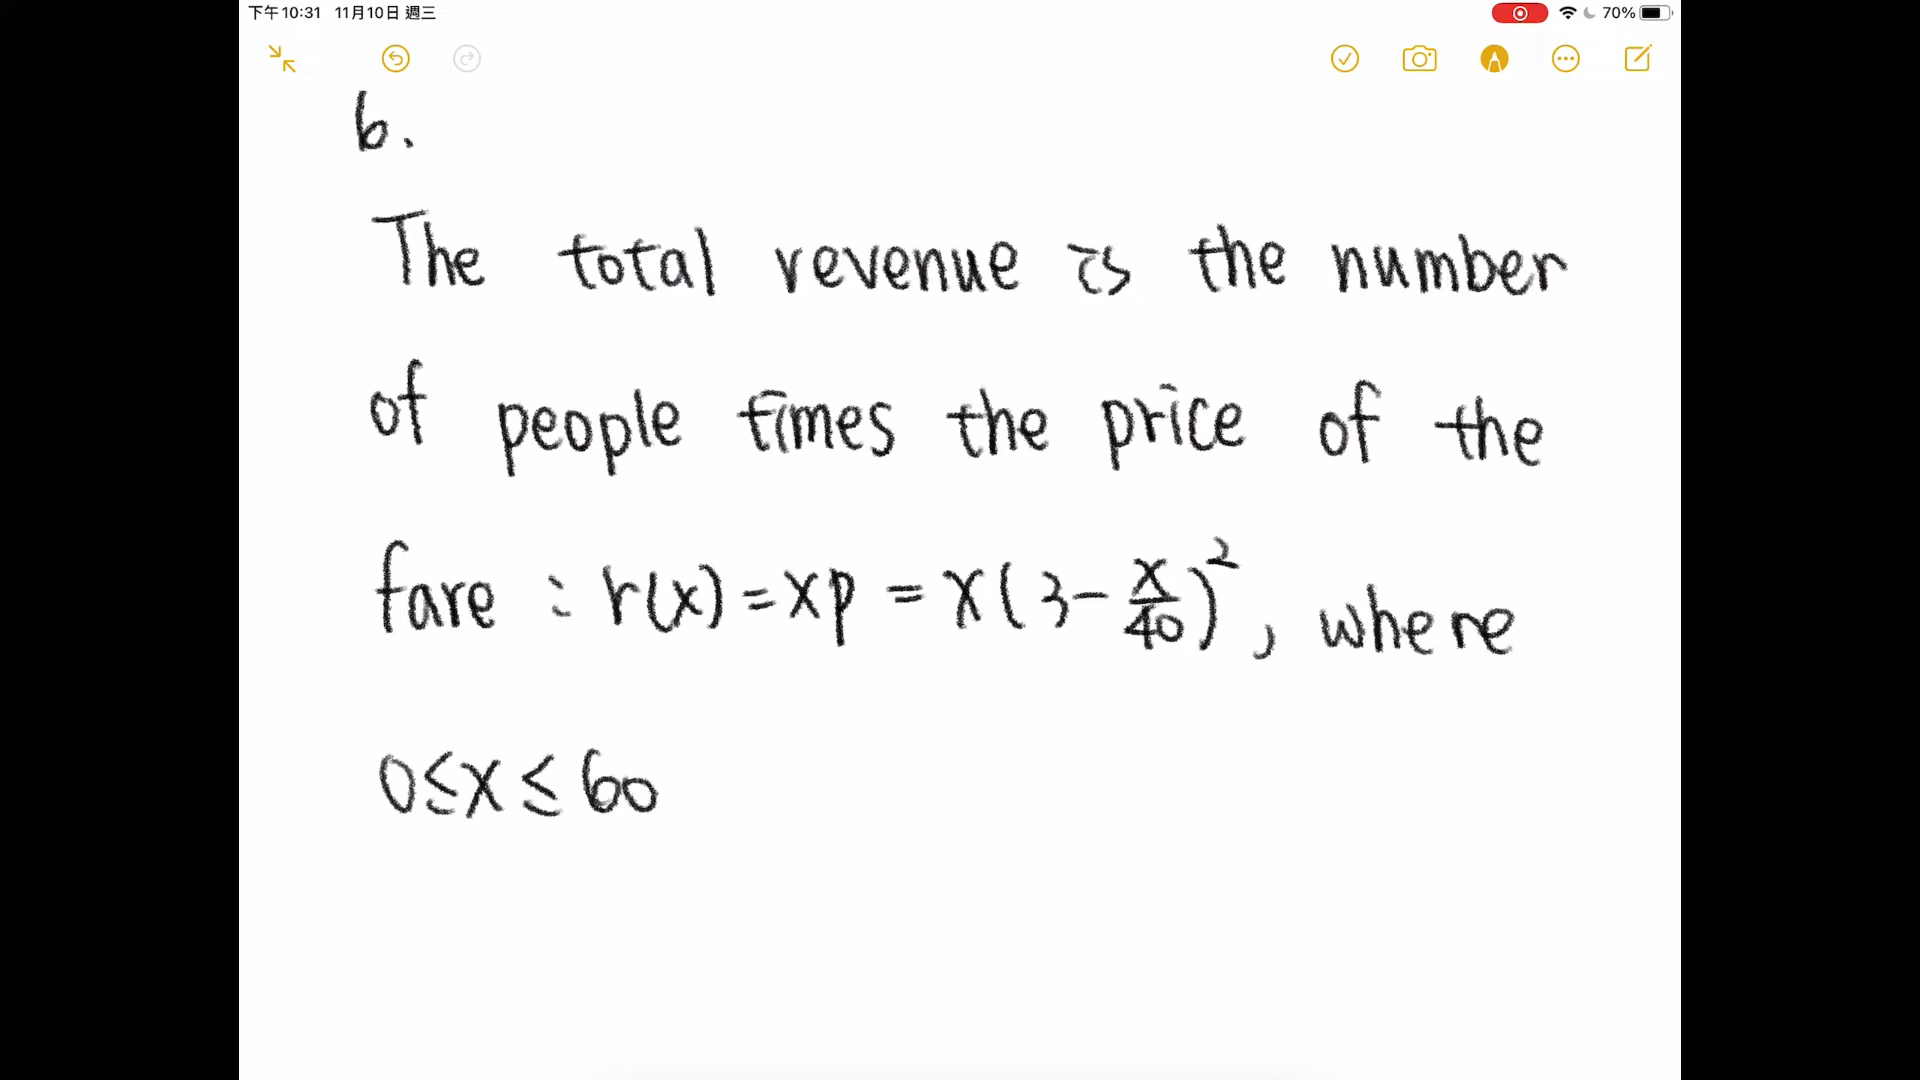 下午10:31 11月10日 週三 70%
6.
The total revenue is the number
of people times the price of the
fare : r(x) = xp = x(3 - x/40)², where
0 ≤ x ≤ 60